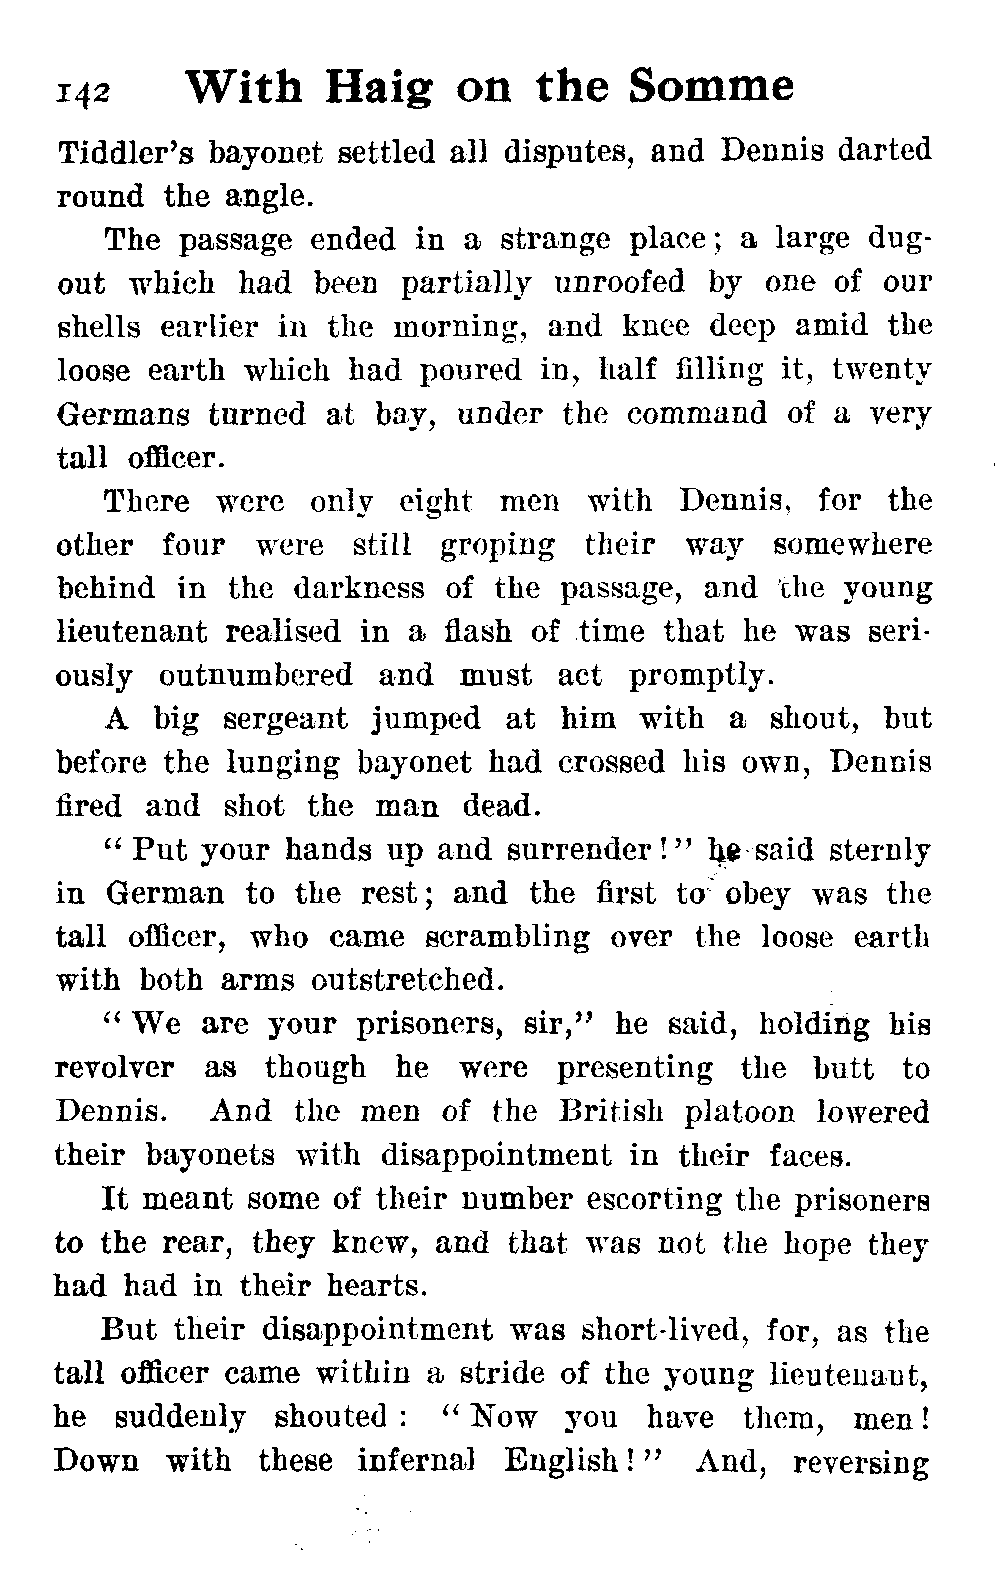 142 With Haig on the Somme
Tiddler's bayonet settled all disputes, and Dennis darted
round the angle.
The passage ended in a strange place; a large dug-
out which had been partially unroofed by one of our
shells earlier in the morning, and knee deep amid the
loose earth which had poured in, half filling it, twenty
Germans turned at bay, under the command of a very
tall officer.
There were only eight men with Dennis, for the
other four were still groping their way somewhere
behind in the darkness of the passage, and the young
lieutenant realised in a flash of time that he was seri-
ously outnumbered and must act promptly.
A big sergeant jumped at him with a shout, but
before the lunging bayonet had crossed his own, Dennis
fired and shot the man dead.
"Put your hands up and surrender!" he said sternly
in German to the rest; and the first to obey was the
tall officer, who came scrambling over the loose earth
with both arms outstretched.
"We are your prisoners, sir," he said, holding his
revolver as though he were presenting the butt to
Dennis. And the men of the British platoon lowered
their bayonets with disappointment in their faces.
It meant some of their number escorting the prisoners
to the rear, they knew, and that was not the hope they
had had in their hearts.
But their disappointment was short-lived, for, as the
tall officer came within a stride of the young lieutenant,
he suddenly shouted: "Now you have them, men!
Down with these infernal English!" And, reversing